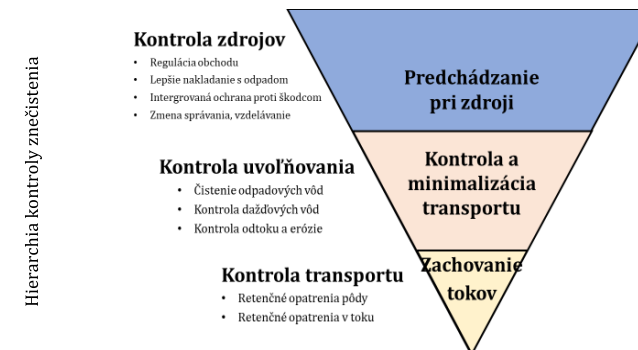 Hierarchia kontroly znečistenia
Kontrola zdrojov
• Regulácia obchodu
• Lepšie nakladanie s odpadom
• Intergrovaná ochrana proti škodcom
• Zmena správania, vzdelávanie
Predchádzanie
pri zdroji
Kontrola uvoľňovania
• Čistenie odpadových vôd
• Kontrola dažďových vôd
• Kontrola odtoku a erózie
Kontrola a
minimalizácia
transportu
Kontrola transportu
• Retenčné opatrenia pôdy
• Retenčné opatrenia v toku
Zachovanie
tokov